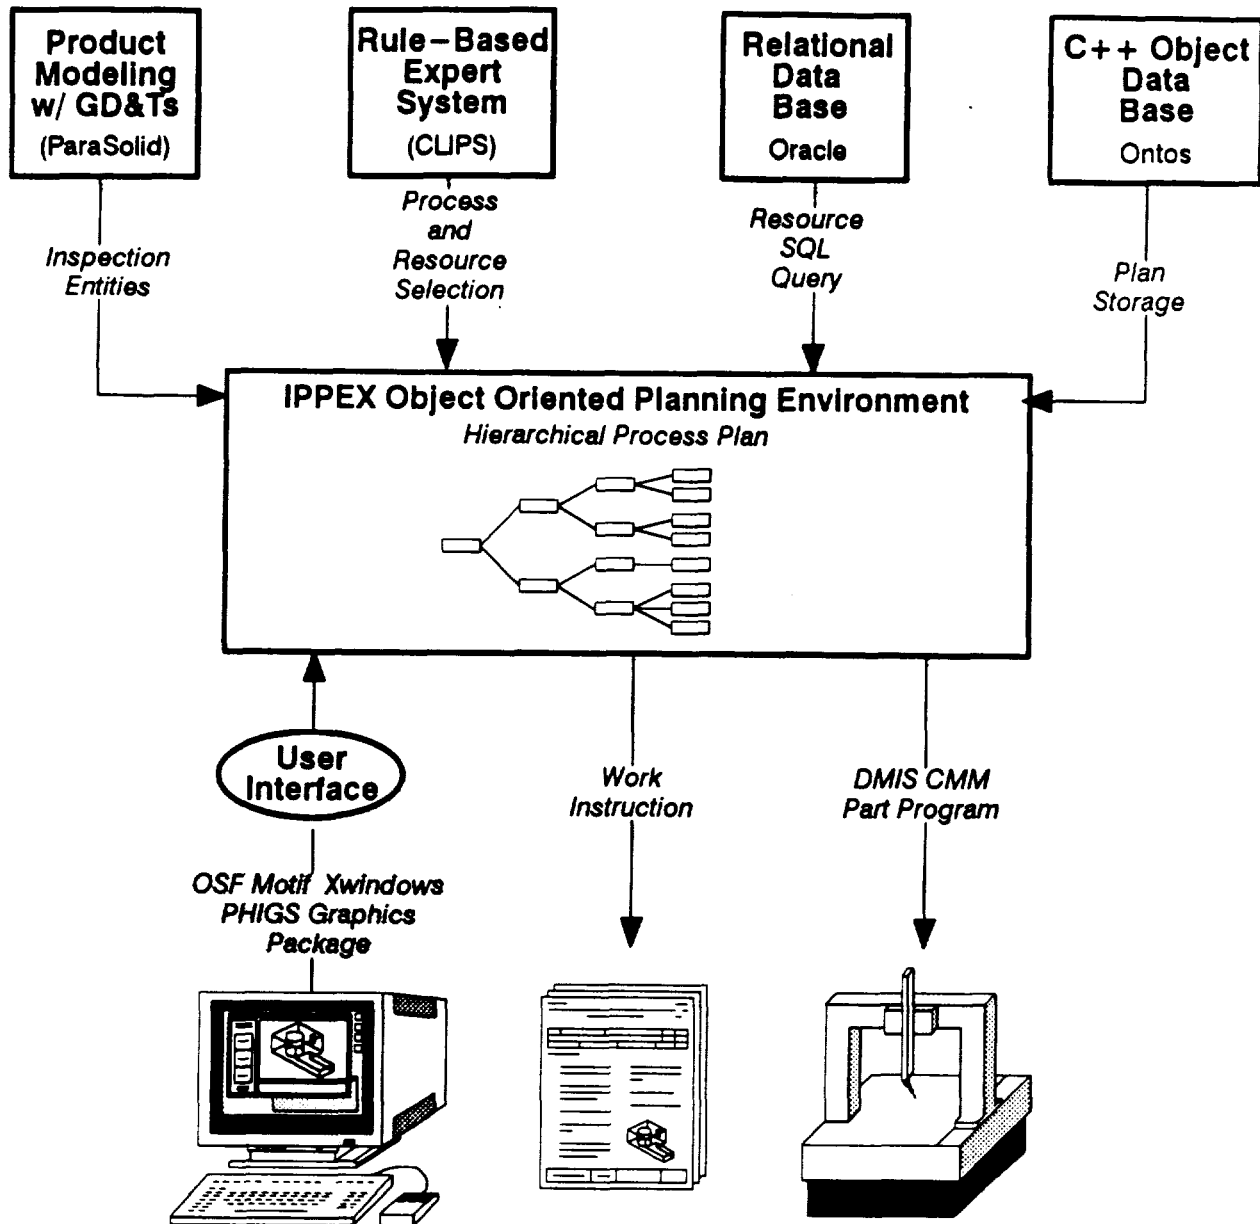 Product
Modeling
w/ GD&Ts
(ParaSolid)
Rule-Based
Expert
System
(CLIPS)
Relational
Data
Base
Oracle
C++ Object
Data
Base
Ontos
Inspection
Entities
Process
and
Resource
Selection
Resource
SQL
Query
Plan
Storage
IPPEX Object Oriented Planning Environment
Hierarchical Process Plan
User
Interface
Work
Instruction
DMIS CMM
Part Program
OSF Motif Xwindows
PHIGS Graphics
Package